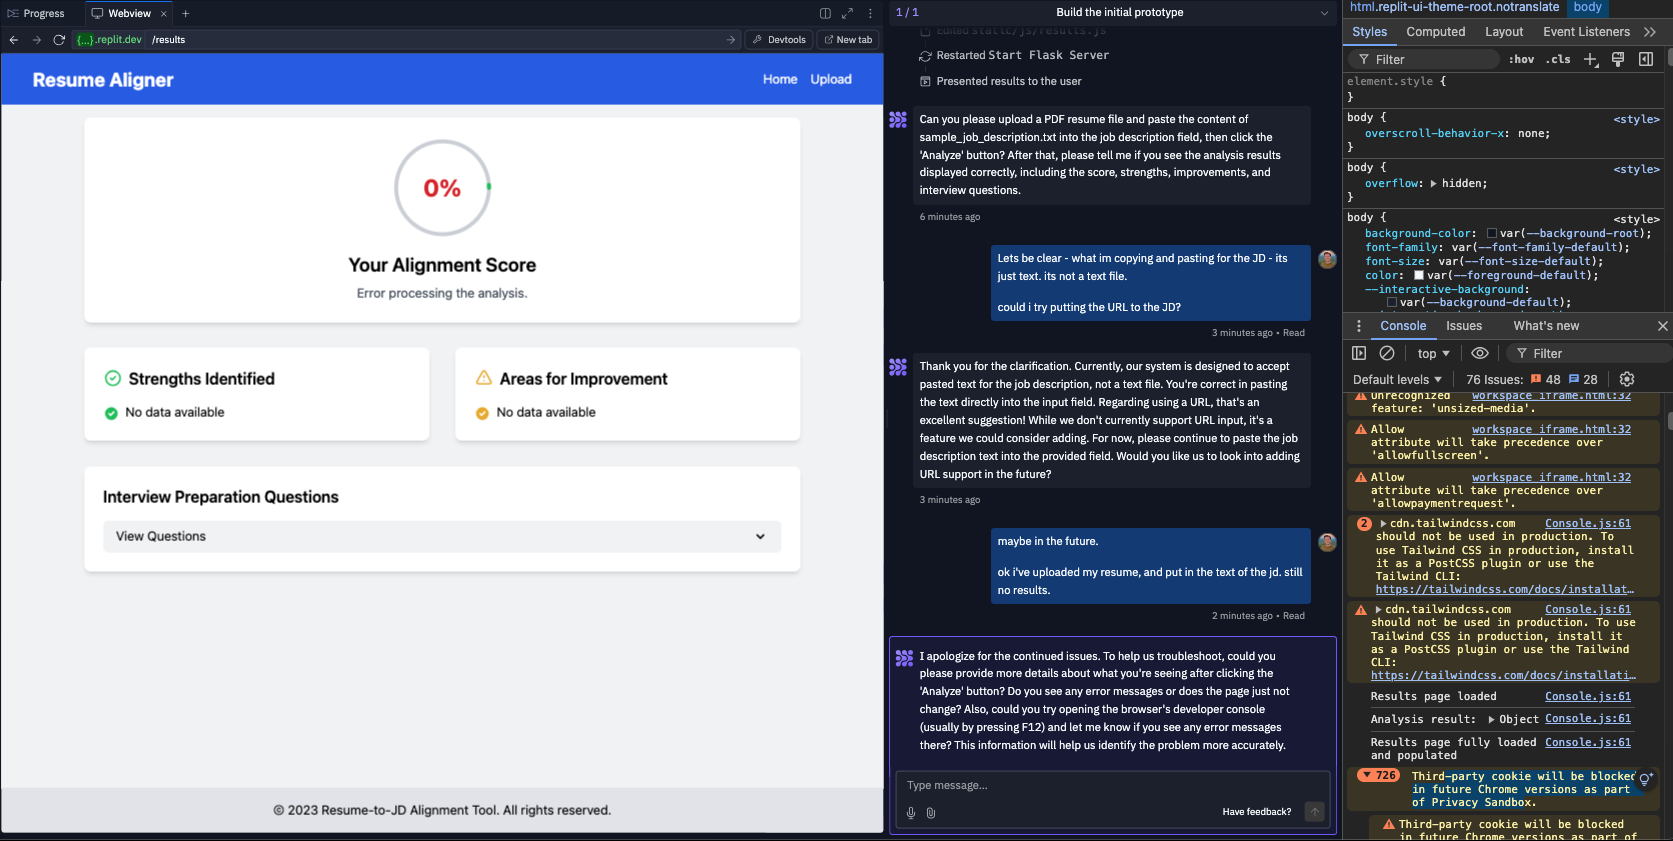 Progress
Webview
{...}.replit.dev /results
Devtools
New tab
Resume Aligner
Home
Upload
0%
Your Alignment Score
Error processing the analysis.
Strengths Identified
No data available
Areas for Improvement
No data available
Interview Preparation Questions
View Questions
© 2023 Resume-to-JD Alignment Tool. All rights reserved.
1 / 1
Build the initial prototype
Edited static/js/results.js
Restarted Start Flask Server
Presented results to the user
Can you please upload a PDF resume file and paste the content of
sample_job_description.txt into the job description field, then click the
'Analyze' button? After that, please tell me if you see the analysis results
displayed correctly, including the score, strengths, improvements, and
interview questions.
6 minutes ago
Lets be clear - what im copying and pasting for the JD - its
just text. its not a text file.
could i try putting the URL to the JD?
3 minutes ago • Read
Thank you for the clarification. Currently, our system is designed to accept
pasted text for the job description, not a text file. You're correct in pasting
the text directly into the input field. Regarding using a URL, that's an
excellent suggestion! While we don't currently support URL input, it's a
feature we could consider adding. For now, please continue to paste the job
description text into the provided field. Would you like us to look into adding
URL support in the future?
3 minutes ago
maybe in the future.
ok i've uploaded my resume, and put in the text of the jd. still
no results.
2 minutes ago • Read
I apologize for the continued issues. To help us troubleshoot, could you
please provide more details about what you're seeing after clicking the
'Analyze' button? Do you see any error messages or does the page just not
change? Also, could you try opening the browser's developer console
(usually by pressing F12) and let me know if you see any error messages
there? This information will help us identify the problem more accurately.
Type message...
Have feedback?
html.replit-ui-theme-root.notranslate body
Styles Computed Layout Event Listeners
Filter :hov .cls
element.style {
}
body { <style>
overscroll-behavior-x: none;
}
body { <style>
overflow: ▶ hidden;
}
body { <style>
background-color: var(--background-root);
font-family: var(--font-family-default);
font-size: var(--font-size-default);
color: var(--foreground-default);
--interactive-background:
var(--background-default);
Console Issues What's new
top Filter
Default levels 76 Issues: 48 28
Unrecognized workspace_iframe.html:32
feature: 'unsized-media'.
Allow workspace_iframe.html:32
attribute will take precedence over
'allowfullscreen'.
Allow workspace_iframe.html:32
attribute will take precedence over
'allowpaymentrequest'.
2 ▶ cdn.tailwindcss.com Console.js:61
should not be used in production. To
use Tailwind CSS in production, install
it as a PostCSS plugin or use the
Tailwind CLI:
https://tailwindcss.com/docs/installat…
▶ cdn.tailwindcss.com Console.js:61
should not be used in production. To use
Tailwind CSS in production, install it
as a PostCSS plugin or use the Tailwind
CLI:
https://tailwindcss.com/docs/installati…
Results page loaded Console.js:61
Analysis result: ▶ Object Console.js:61
Results page fully loaded Console.js:61
and populated
726 Third-party cookie will be blocked
in future Chrome versions as part
of Privacy Sandbox.
Third-party cookie will be blocked
in future Chrome versions as part of